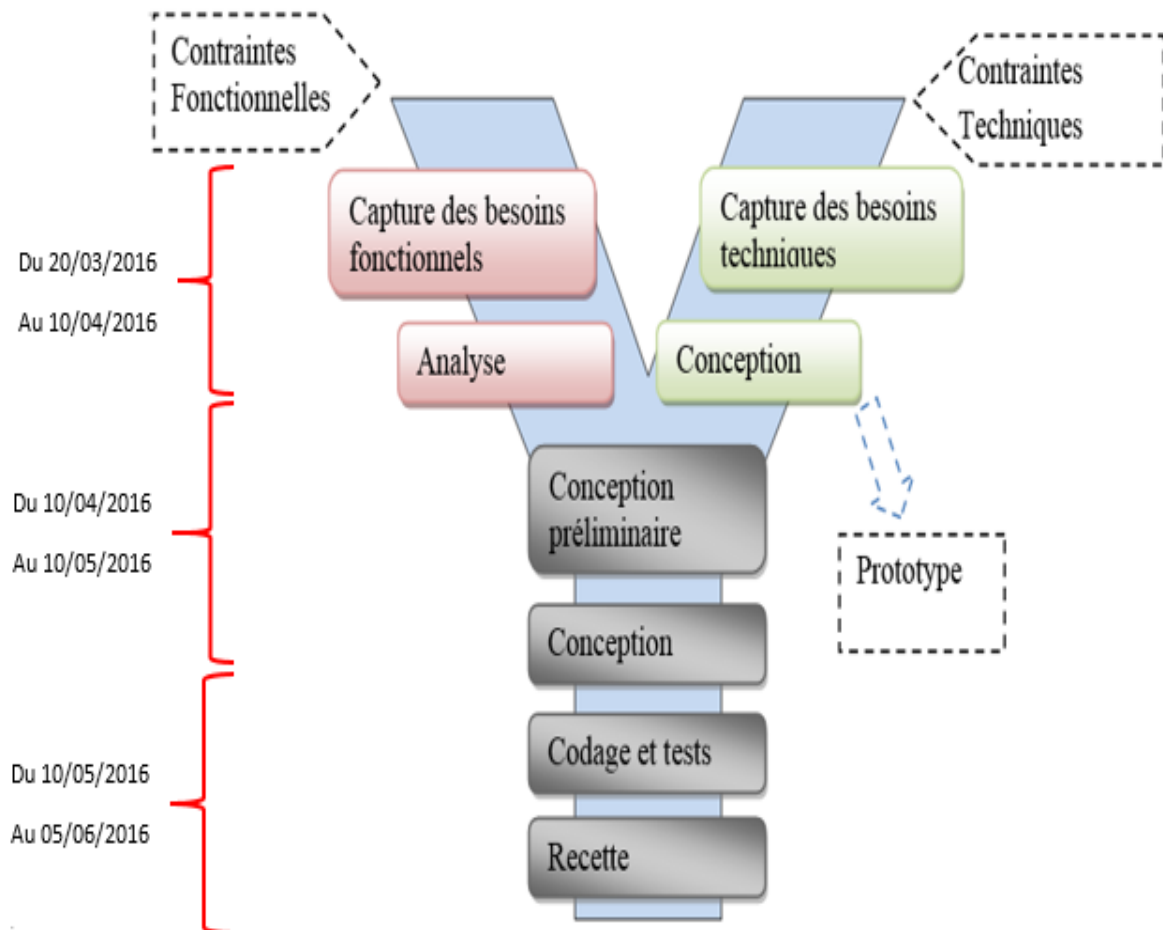 Contraintes
Fonctionnelles
Contraintes
Techniques
Capture des besoins
fonctionnels
Capture des besoins
techniques
Du 20/03/2016
Au 10/04/2016
Analyse
Conception
Conception
préliminaire
Du 10/04/2016
Au 10/05/2016
Prototype
Conception
Codage et tests
Du 10/05/2016
Au 05/06/2016
Recette